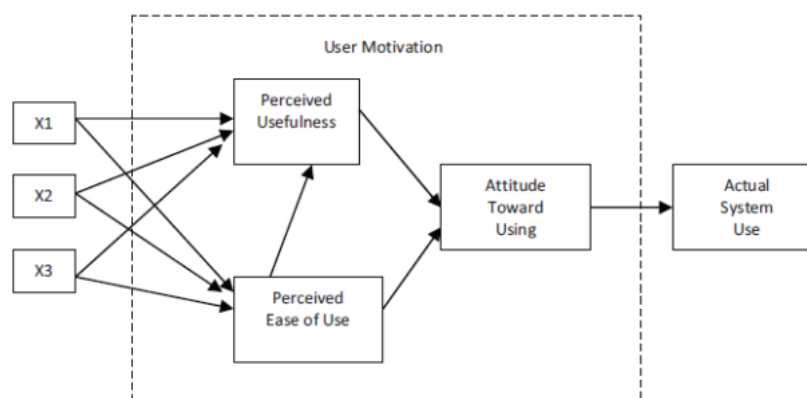 User Motivation
X1
X2
X3
Perceived
Usefulness
Perceived
Ease of Use
Attitude
Toward
Using
Actual
System
Use